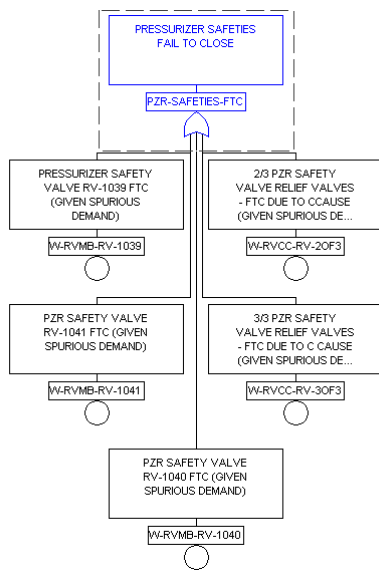 PRESSURIZER SAFETIES
FAIL TO CLOSE
PZR-SAFETIES-FTC
PRESSURIZER SAFETY
VALVE RV-1039 FTC
(GIVEN SPURIOUS
DEMAND)
W-RVMB-RV-1039
2/3 PZR SAFETY
VALVE RELIEF VALVES
- FTC DUE TO CCAUSE
(GIVEN SPURIOUS DE...
W-RVCC-RV-2OF3
PZR SAFETY VALVE
RV-1041 FTC (GIVEN
SPURIOUS DEMAND)
W-RVMB-RV-1041
3/3 PZR SAFETY
VALVE RELIEF VALVES
- FTC DUE TO C CAUSE
(GIVEN SPURIOUS DE...
W-RVCC-RV-3OF3
PZR SAFETY VALVE
RV-1040 FTC (GIVEN
SPURIOUS DEMAND)
W-RVMB-RV-1040